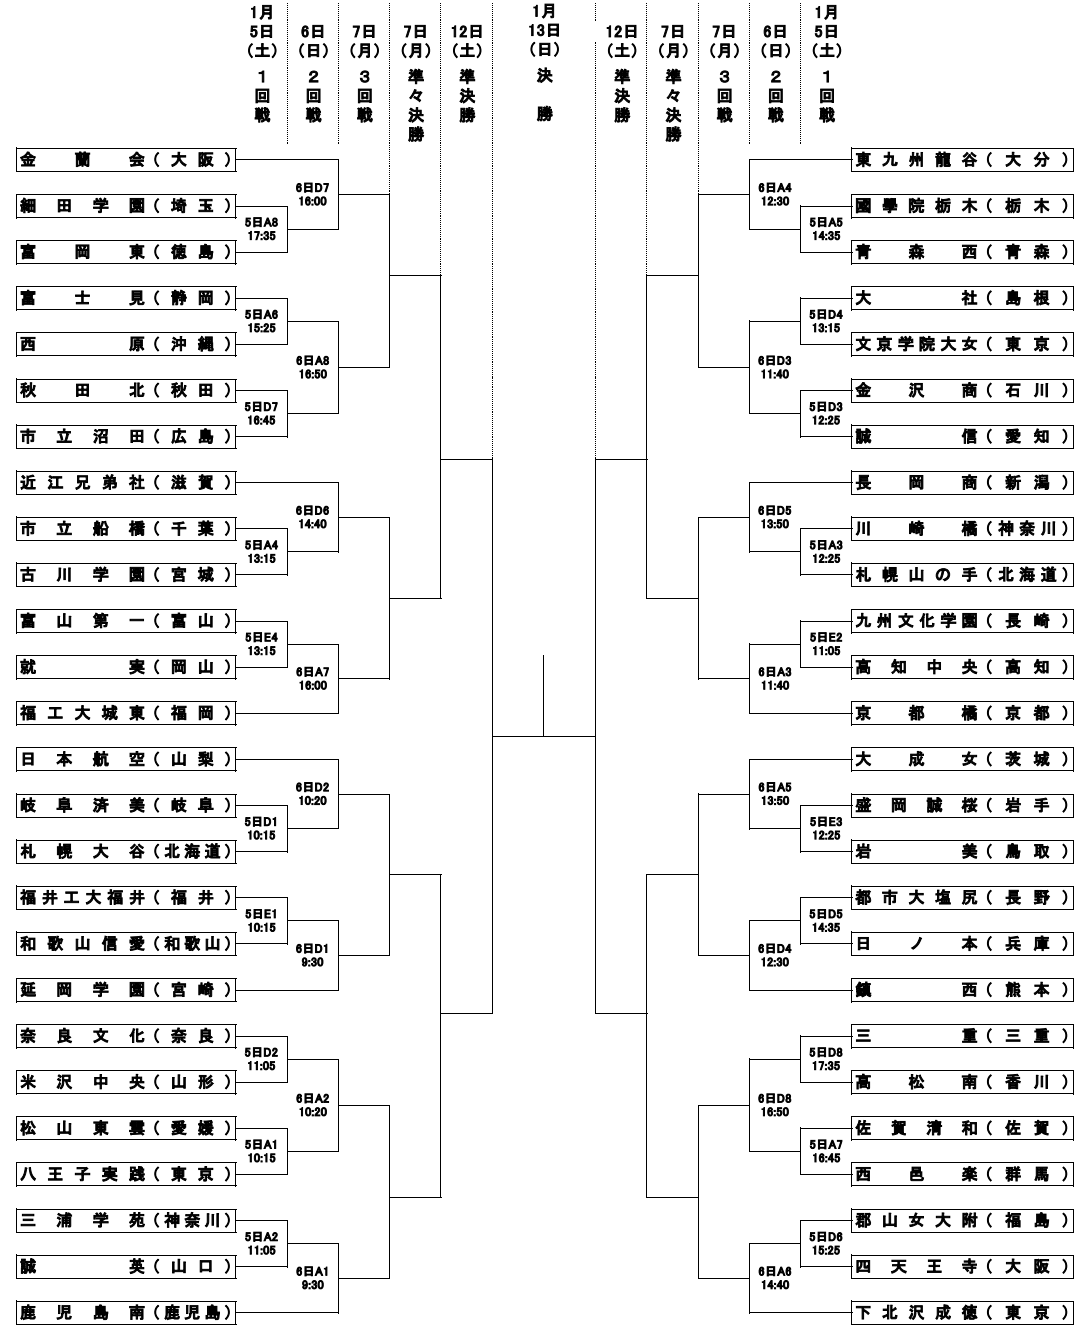 1月 5日 (土) 1回戦
6日 (日) 2回戦
7日 (月) 3回戦
7日 (月) 準々決勝
12日 (土) 準決勝
1月 13日 (日) 決勝
12日 (土) 準決勝
7日 (月) 準々決勝
7日 (月) 3回戦
6日 (日) 2回戦
1月 5日 (土) 1回戦
金蘭会(大阪)
6日D7
16:00
細田学園(埼玉)
5日A8
17:35
富岡東(徳島)
富士見(静岡)
5日A6
15:25
西原(沖縄)
6日A8
16:50
秋田北(秋田)
5日D7
16:45
市立沼田(広島)
近江兄弟社(滋賀)
6日D6
14:40
市立船橋(千葉)
5日A4
13:15
古川学園(宮城)
富山第一(富山)
5日E4
13:15
就実(岡山)
6日A7
16:00
福工大城東(福岡)
日本航空(山梨)
6日D2
10:20
岐阜済美(岐阜)
5日D1
10:15
札幌大谷(北海道)
福井工大福井(福井)
5日E1
10:15
和歌山信愛(和歌山)
6日D1
9:30
延岡学園(宮崎)
奈良文化(奈良)
5日D2
11:05
米沢中央(山形)
6日A2
10:20
松山東雲(愛媛)
5日A1
10:15
八王子実践(東京)
三浦学苑(神奈川)
5日A2
11:05
誠英(山口)
6日A1
9:30
鹿児島南(鹿児島)
東九州龍谷(大分)
6日A4
12:30
國學院栃木(栃木)
5日A5
14:35
青森西(青森)
大社(島根)
5日D4
13:15
文京学院大女(東京)
6日D3
11:40
金沢商(石川)
5日D3
12:25
誠信(愛知)
長岡商(新潟)
6日D5
13:50
川崎橘(神奈川)
5日A3
12:25
札幌山の手(北海道)
九州文化学園(長崎)
5日E2
11:05
高知中央(高知)
6日A3
11:40
京都橘(京都)
大成女(茨城)
6日A5
13:50
盛岡誠桜(岩手)
5日E3
12:25
岩美(鳥取)
都市大塩尻(長野)
5日D5
14:35
日ノ本(兵庫)
6日D4
12:30
鎮西(熊本)
三重(三重)
5日D8
17:35
高松南(香川)
6日D8
16:50
佐賀清和(佐賀)
5日A7
16:45
西邑楽(群馬)
郡山女大附(福島)
5日D6
15:25
四天王寺(大阪)
6日A6
14:40
下北沢成徳(東京)